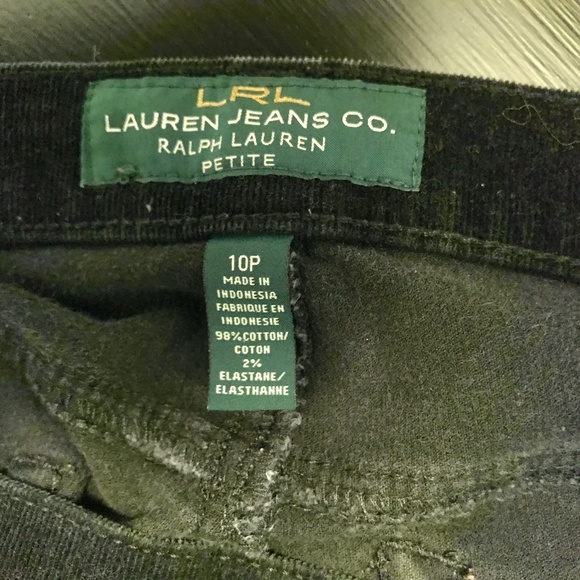 LRL
LAUREN JEANS CO.
RALPH LAUREN
PETITE
10P
MADE IN
INDONESIA
FABRIQUE EN
INDONESIE
98%COTTON/
COTON
2%
ELASTANE/
ELASTHANNE